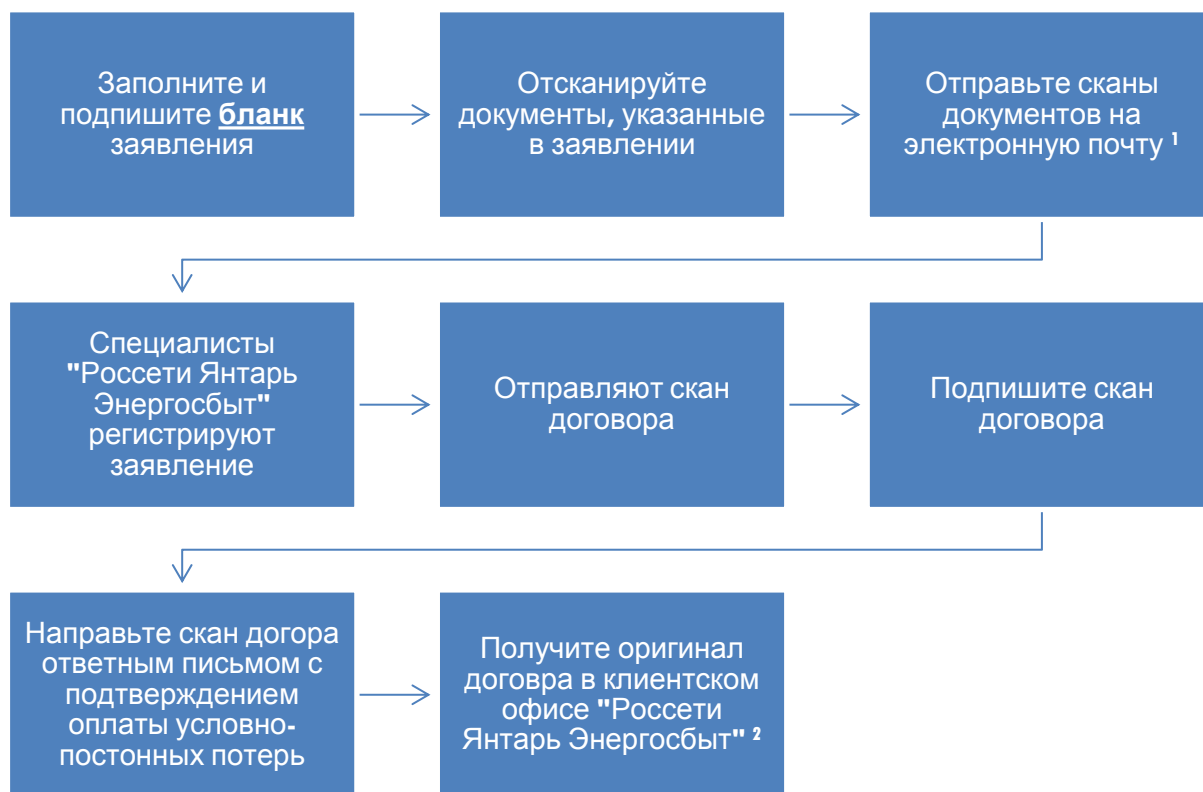 Заполните и
подпишите бланк
заявления
Отсканируйте
документы, указанные
в заявлении
Отправьте сканы
документов на
электронную почту ¹
Специалисты
"Россети Янтарь
Энергосбыт"
регистрируют
заявление
Отправляют скан
договора
Подпишите скан
договора
Направьте скан догора
ответным письмом с
подтверждением
оплаты условно-
постонных потерь
Получите оригинал
договра в клиентском
офисе "Россети
Янтарь Энергосбыт" ²